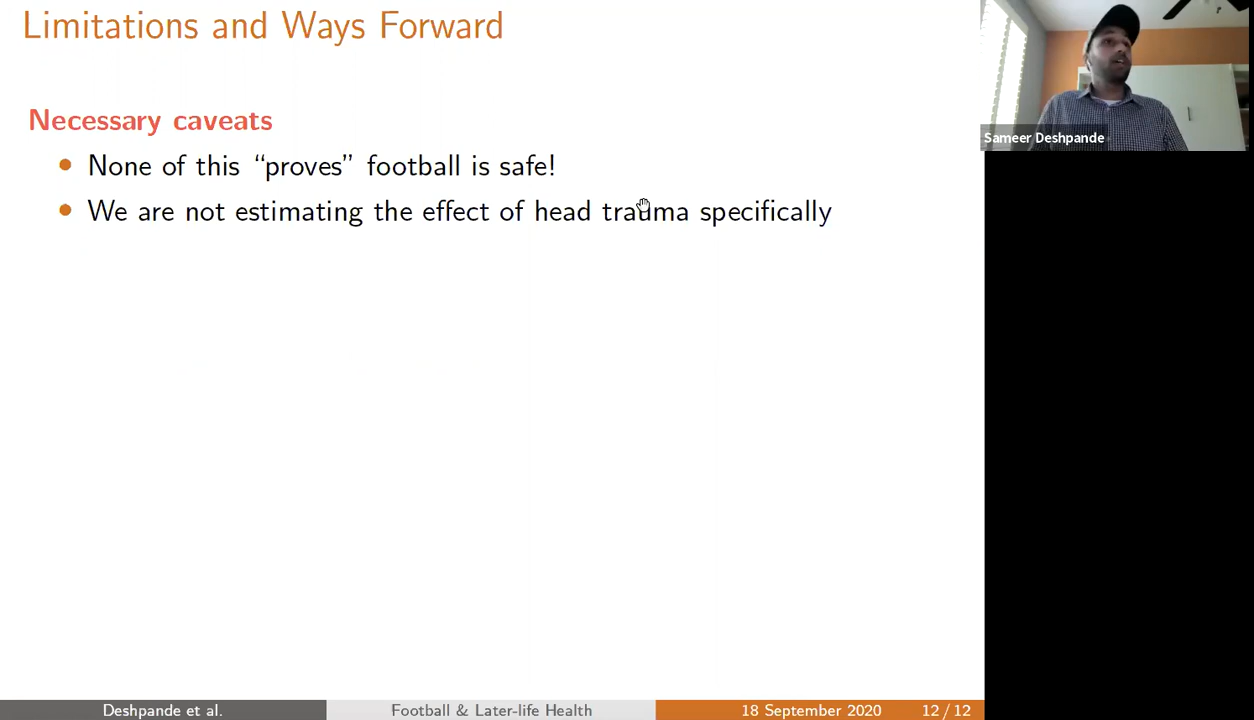 Limitations and Ways Forward
Necessary caveats
None of this “proves” football is safe!
We are not estimating the effect of head trauma specifically
Sameer Deshpande
Deshpande et al.
Football & Later-life Health
18 September 2020
12 / 12